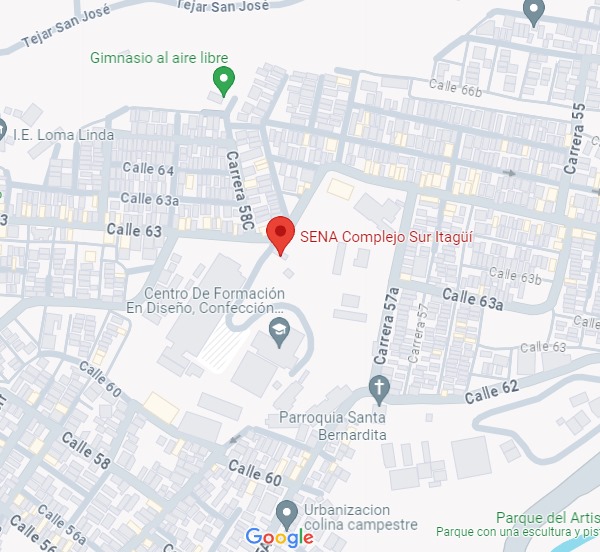 Tejar San José
Tejar San José
Gimnasio al aire libre
Calle 66b
I.E. Loma Linda
Carrera 55
Calle 64
Carrera 58C
Calle 63a
3
Calle 63
SENA Complejo Sur Itagüí
Calle 63b
Centro De Formación
En Diseño, Confección...
Calle 63a
Carrera 57a
Carrera 57
Calle 63
Calle 60
Calle 62
Parroquia Santa
Bernardita
Calle 58
Calle 60
Calle 56a
Calle 56
Urbanizacion
colina campestre
Parque del Artis
Parque con una escultura y pis
Google